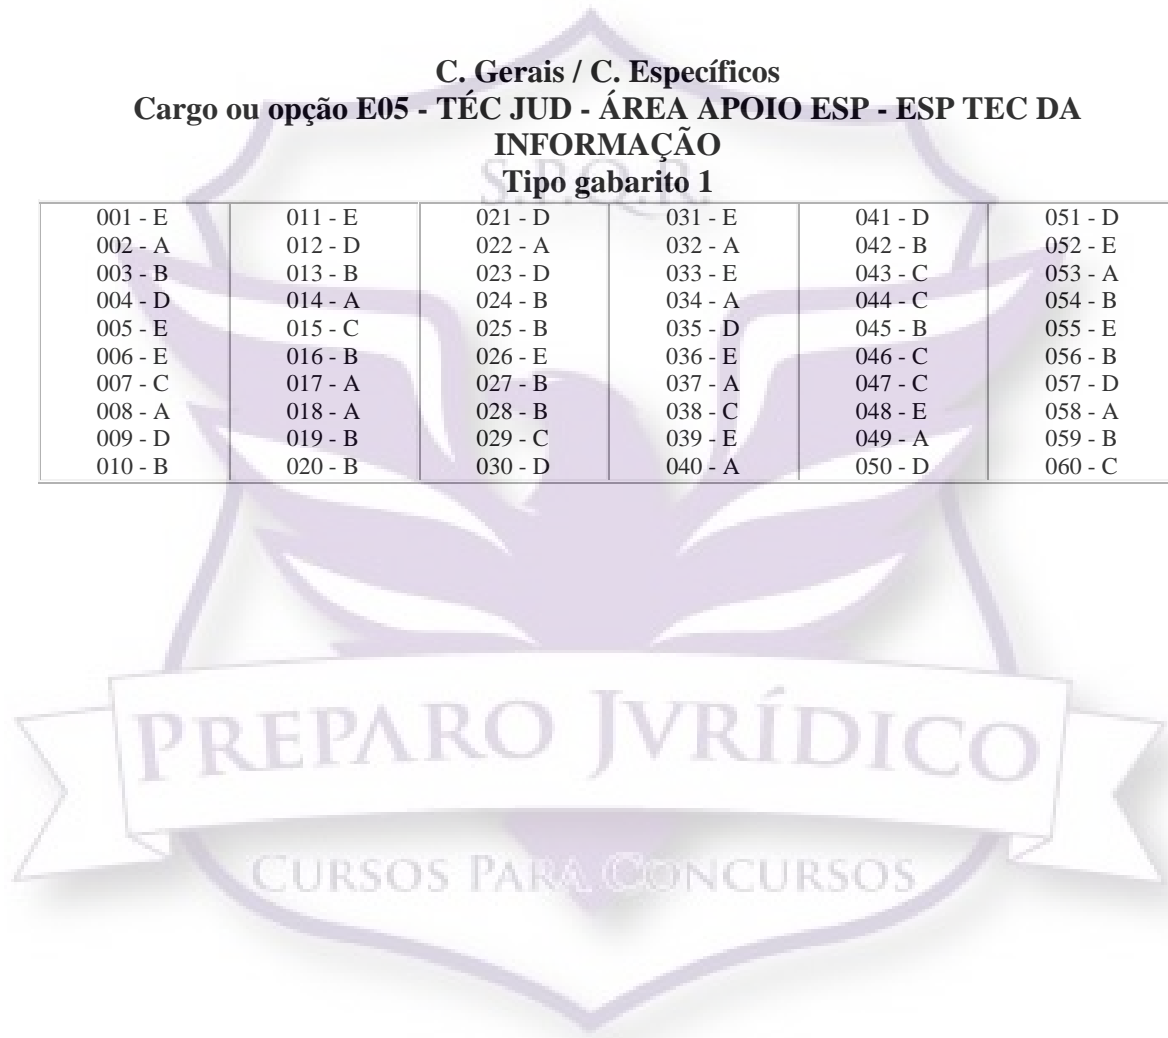 C. Gerais / C. Específicos
Cargo ou opção E05 - TÉC JUD - ÁREA APOIO ESP - ESP TEC DA
INFORMAÇÃO
S.P.Q.R.
Tipo gabarito 1
001 - E 011 - E 021 - D 031 - E 041 - D 051 - D
002 - A 012 - D 022 - A 032 - A 042 - B 052 - E
003 - B 013 - B 023 - D 033 - E 043 - C 053 - A
004 - D 014 - A 024 - B 034 - A 044 - C 054 - B
005 - E 015 - C 025 - B 035 - D 045 - B 055 - E
006 - E 016 - B 026 - E 036 - E 046 - C 056 - B
007 - C 017 - A 027 - B 037 - A 047 - C 057 - D
008 - A 018 - A 028 - B 038 - C 048 - E 058 - A
009 - D 019 - B 029 - C 039 - E 049 - A 059 - B
010 - B 020 - B 030 - D 040 - A 050 - D 060 - C
PREPARO JVRÍDICO
CURSOS PARA CONCURSOS